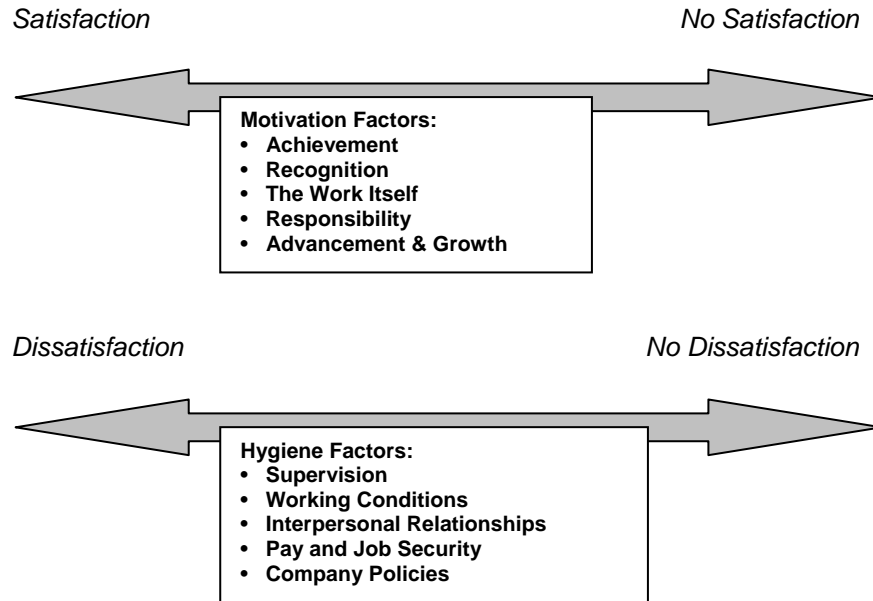 Satisfaction No Satisfaction
Motivation Factors:
• Achievement
• Recognition
• The Work Itself
• Responsibility
• Advancement & Growth
Dissatisfaction No Dissatisfaction
Hygiene Factors:
• Supervision
• Working Conditions
• Interpersonal Relationships
• Pay and Job Security
• Company Policies